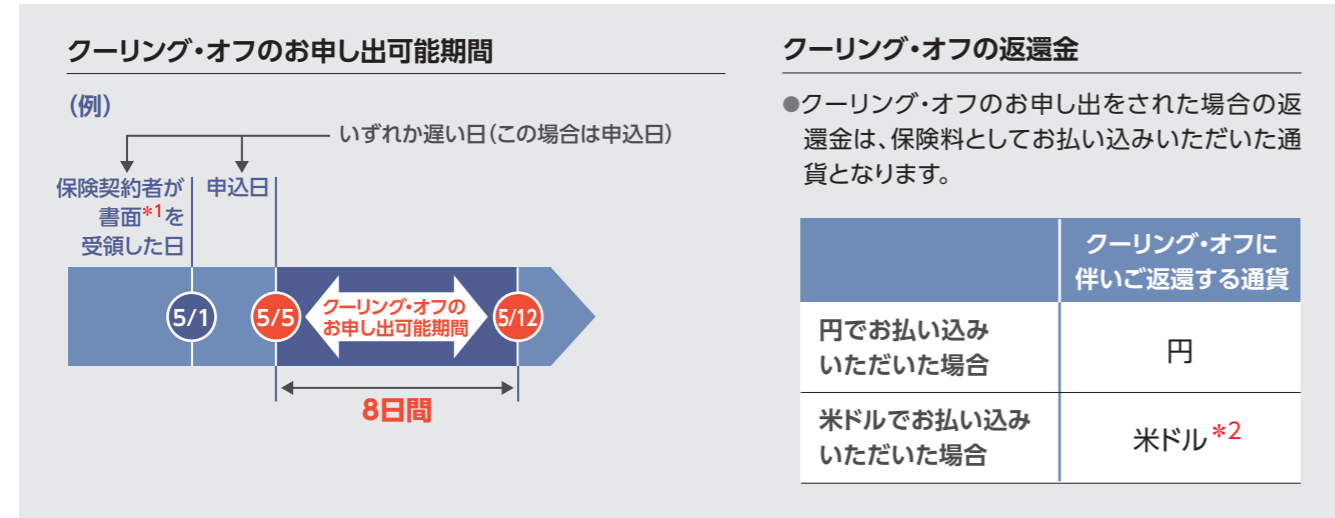 クーリング・オフのお申し出可能期間
(例)
いずれか遅い日(この場合は申込日)
保険契約者が
書面*1を
受領した日
申込日
5/1
5/5
クーリング・オフの
お申し出可能期間
5/12
8日間
クーリング・オフの返還金
●クーリング・オフのお申し出をされた場合の返
還金は、保険料としてお払い込みいただいた通
貨となります。
クーリング・オフに
伴いご返還する通貨
円でお払い込み
いただいた場合
円
米ドルでお払い込み
いただいた場合
米ドル*2